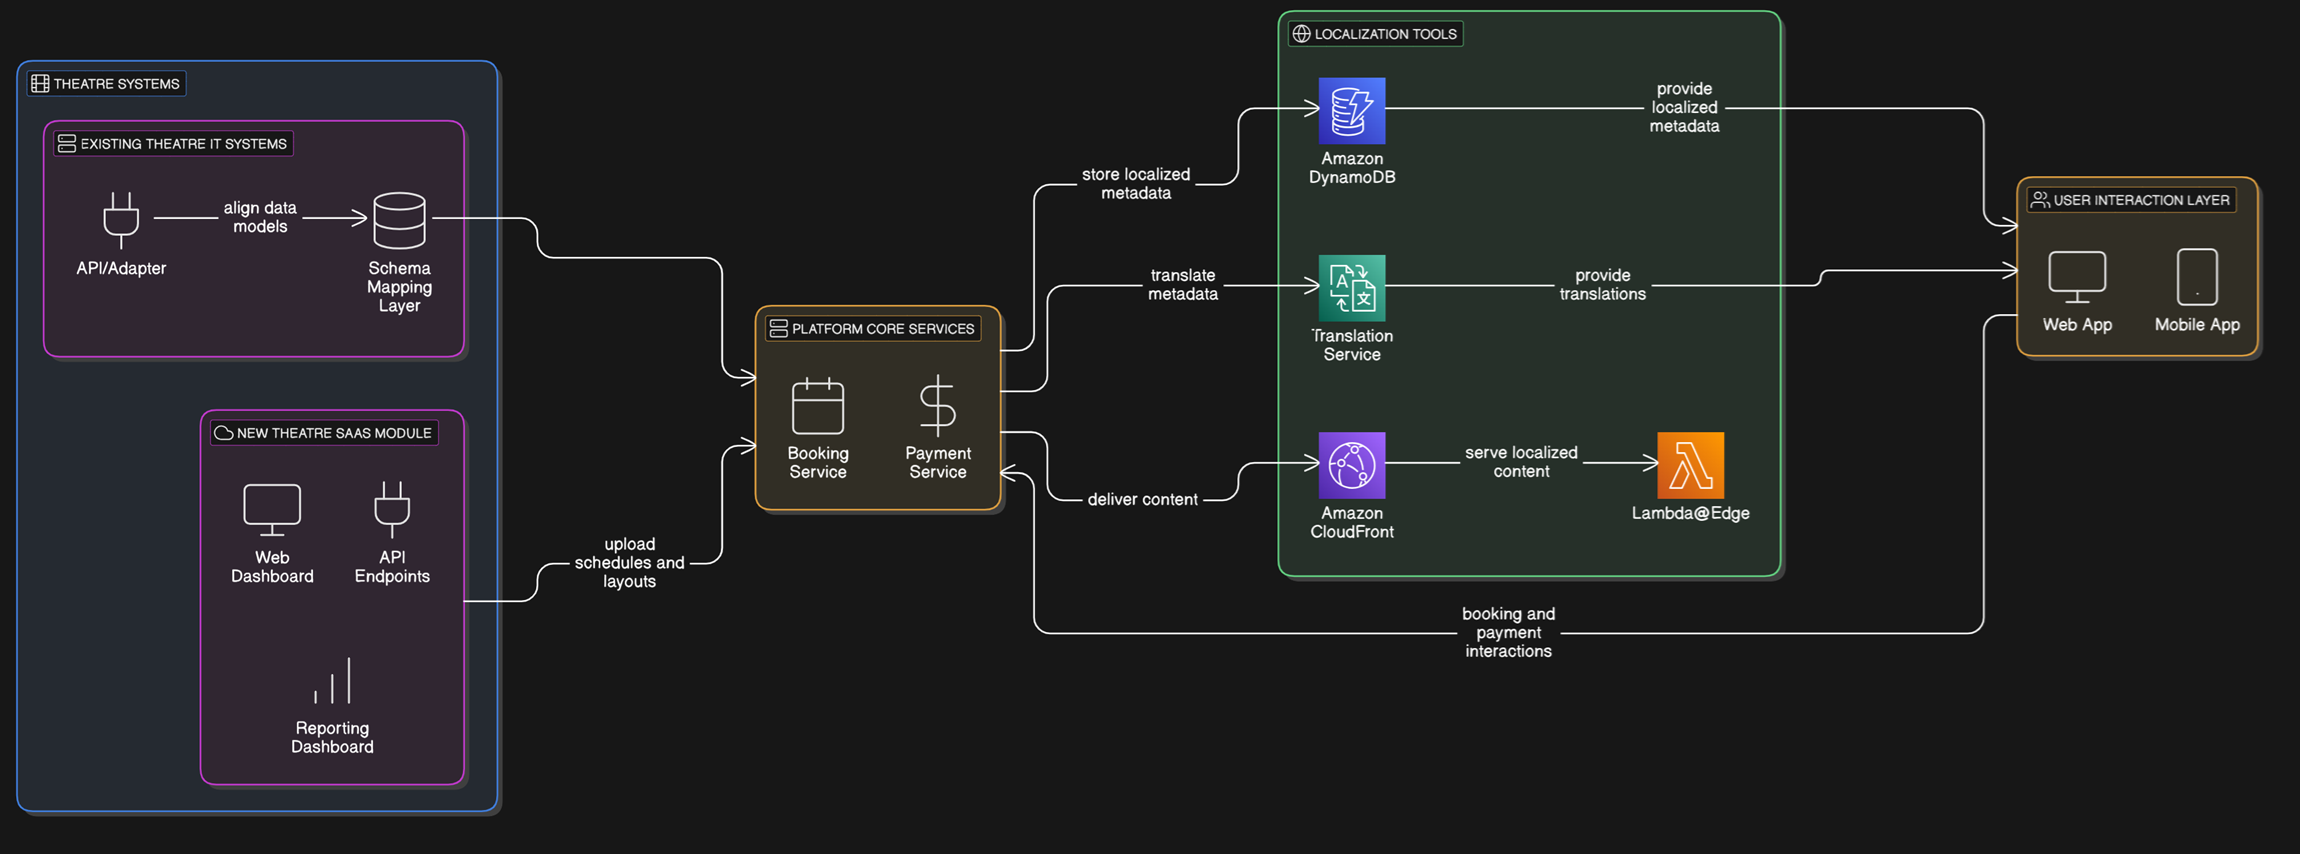 THEATRE SYSTEMS
EXISTING THEATRE IT SYSTEMS
API/Adapter
align data
models
Schema
Mapping
Layer
NEW THEATRE SAAS MODULE
Web
Dashboard
API
Endpoints
Reporting
Dashboard
upload
schedules and
layouts
PLATFORM CORE SERVICES
Booking
Service
Payment
Service
store localized
metadata
translate
metadata
deliver content
LOCALIZATION TOOLS
Amazon
DynamoDB
provide
localized
metadata
Translation
Service
provide
translations
Amazon
CloudFront
serve localized
content
Lambda@Edge
booking and
payment
interactions
USER INTERACTION LAYER
Web App
Mobile App